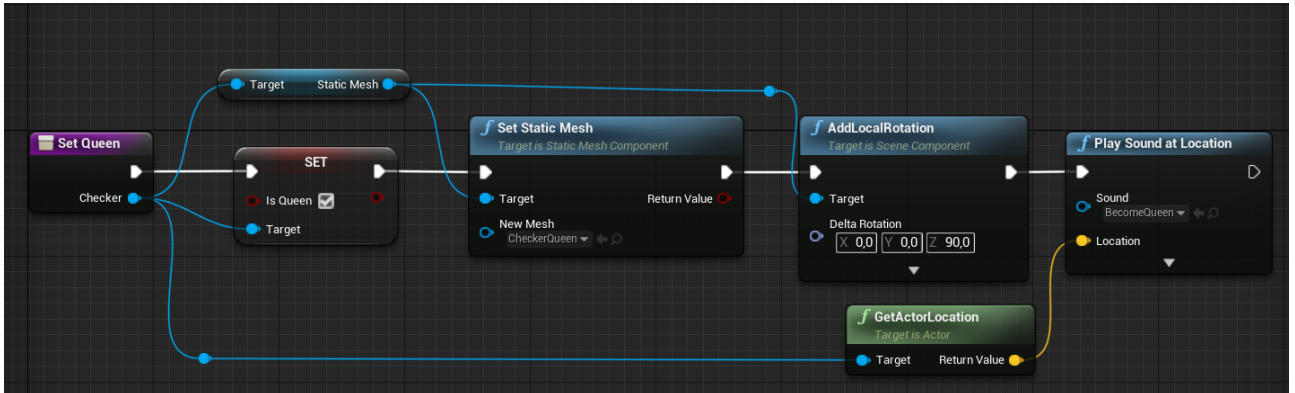 Target Static Mesh
Set Queen
Checker
SET
Is Queen
Target
f Set Static Mesh
Target is Static Mesh Component
Target Return Value
New Mesh
CheckerQueen
f AddLocalRotation
Target is Scene Component
Target
Delta Rotation
X 0,0 Y 0,0 Z 90,0
f Play Sound at Location
Sound
BecomeQueen
Location
f GetActorLocation
Target is Actor
Target Return Value